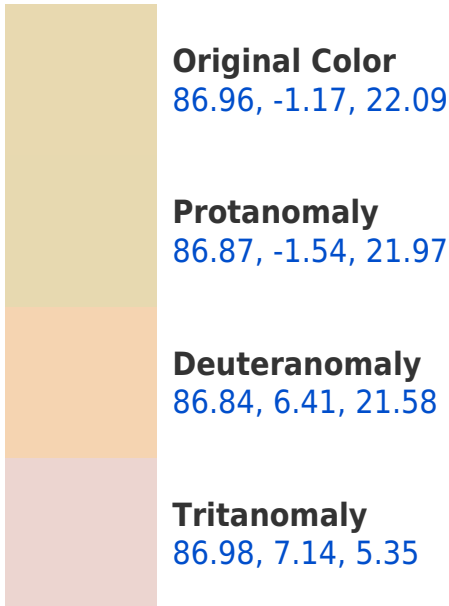 Original Color
86.96, -1.17, 22.09
Protanomaly
86.87, -1.54, 21.97
Deuteranomaly
86.84, 6.41, 21.58
Tritanomaly
86.98, 7.14, 5.35